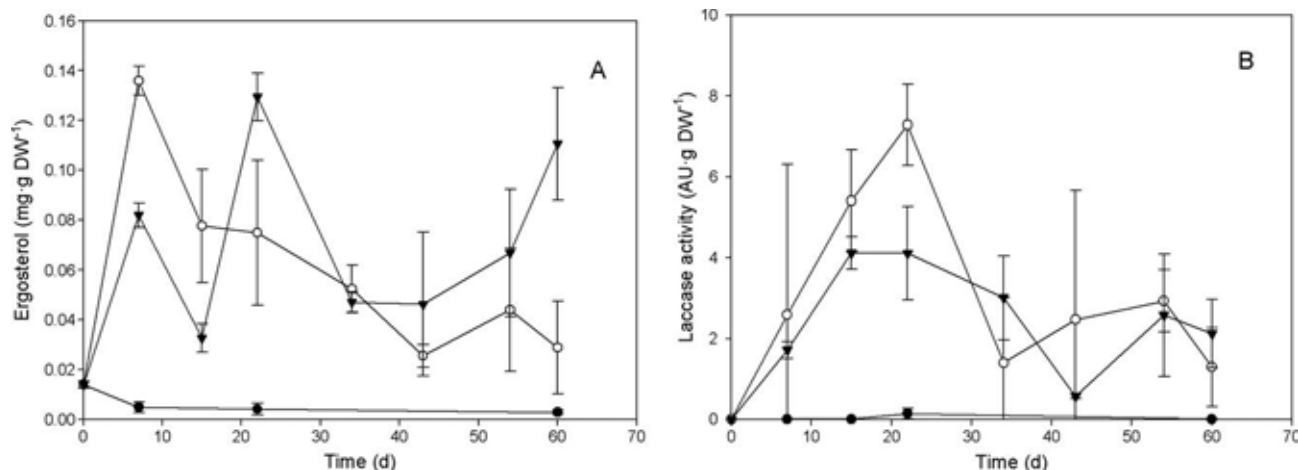 A
Ergosterol (mg·g DW⁻¹)
0.16
0.14
0.12
0.10
0.08
0.06
0.04
0.02
0.00
0 10 20 30 40 50 60 70
Time (d)
B
Laccase activity (AU·g DW⁻¹)
10
8
6
4
2
0
0 10 20 30 40 50 60 70
Time (d)